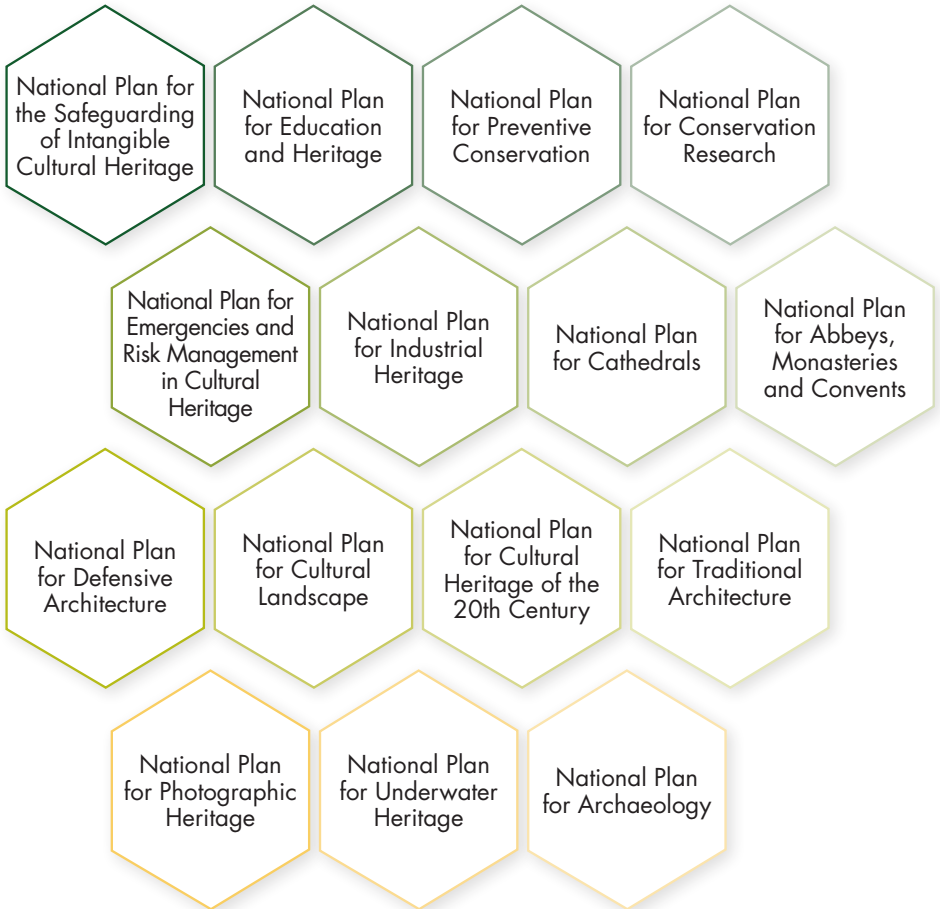 National Plan for
the Safeguarding
of Intangible
Cultural Heritage
National Plan
for Education
and Heritage
National Plan
for Preventive
Conservation
National Plan
for Conservation
Research
National Plan for
Emergencies and
Risk Management
in Cultural
Heritage
National Plan
for Industrial
Heritage
National Plan
for Cathedrals
National Plan
for Abbeys,
Monasteries
and Convents
National Plan
for Defensive
Architecture
National Plan
for Cultural
Landscape
National Plan
for Cultural
Heritage of the
20th Century
National Plan
for Traditional
Architecture
National Plan
for Photographic
Heritage
National Plan
for Underwater
Heritage
National Plan
for Archaeology